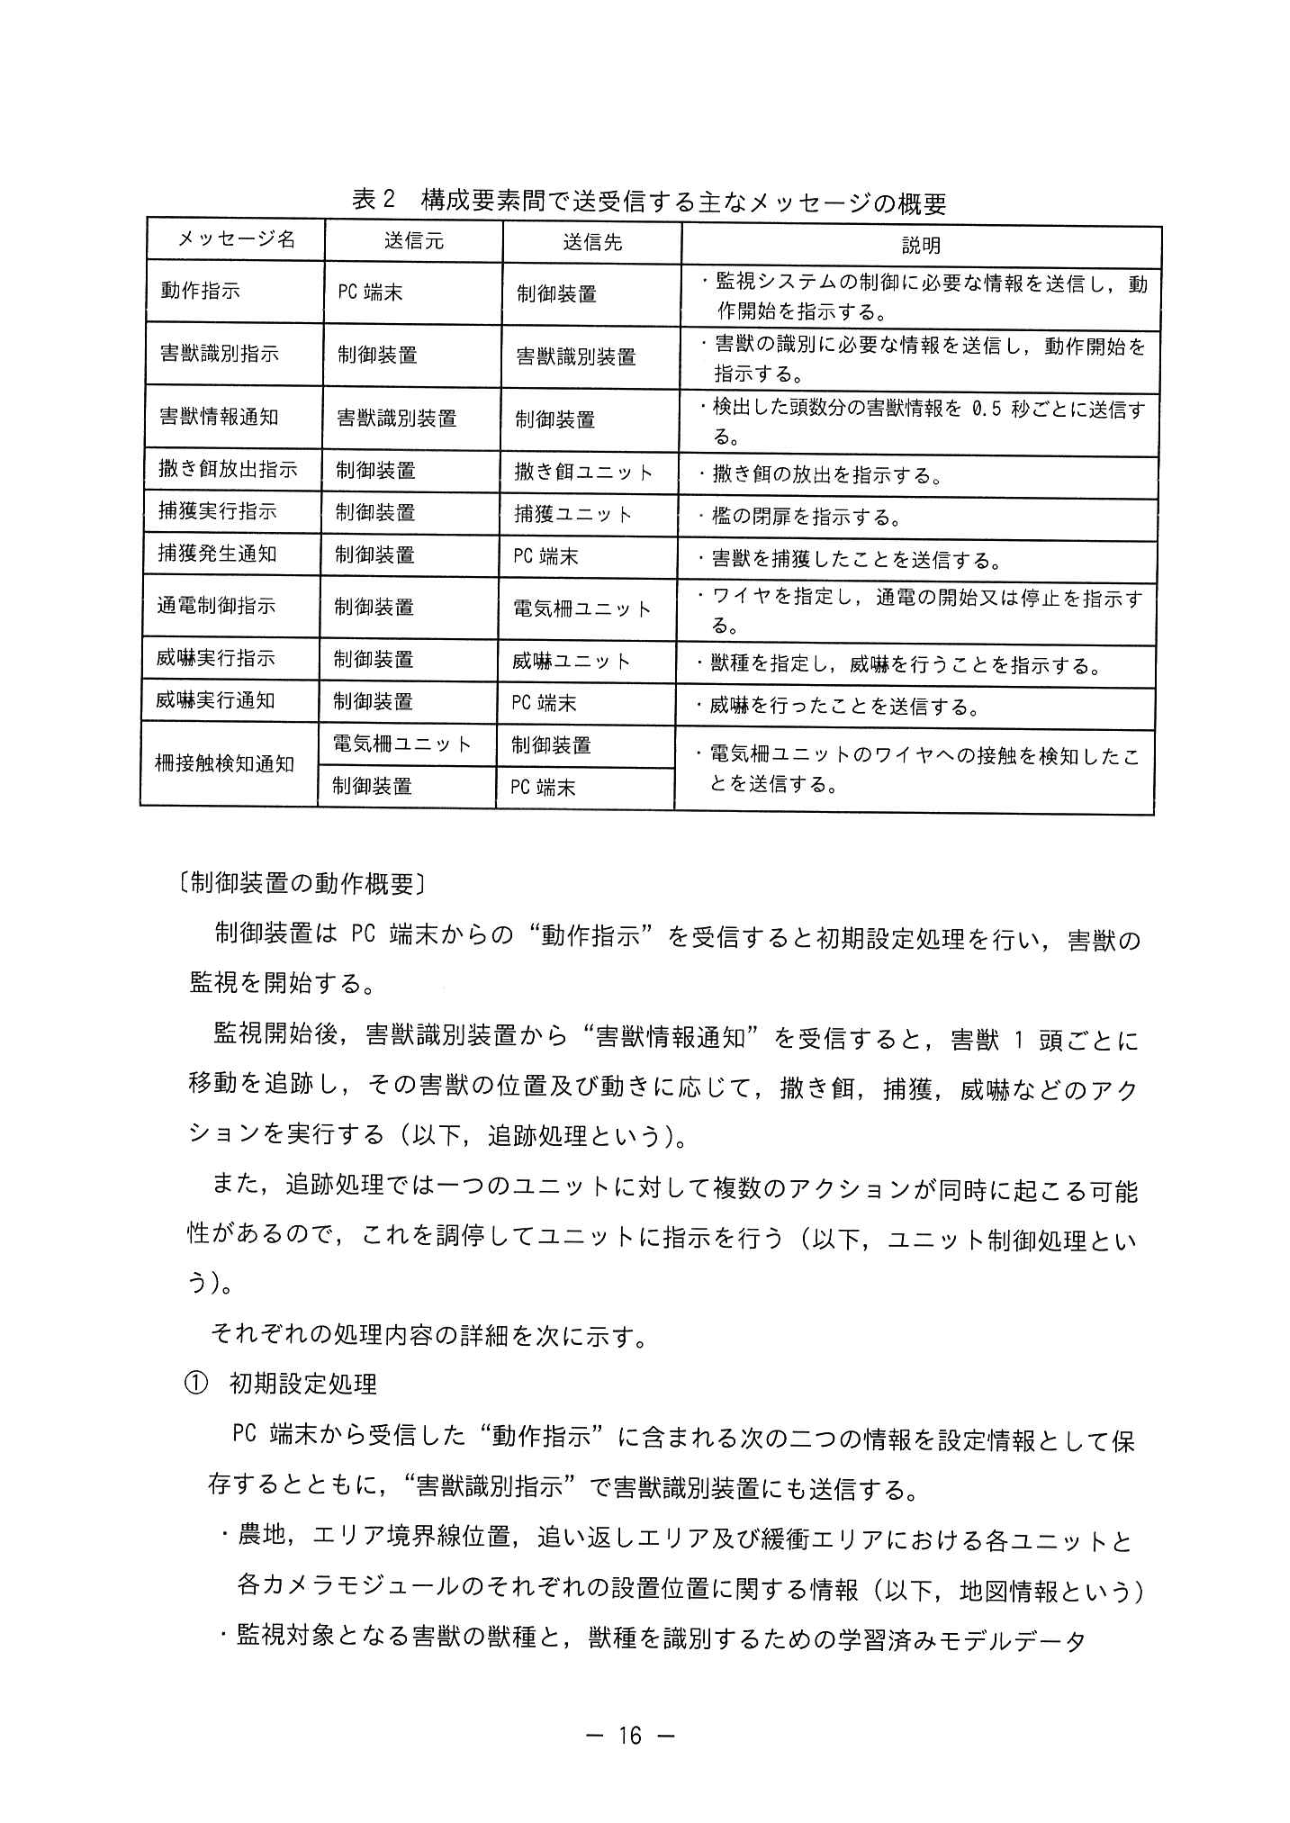 表2　構成要素間で送受信する主なメッセージの概要
メッセージ名　送信元　送信先　説明
動作指示　PC 端末　制御装置　・監視システムの制御に必要な情報を送信し，動
作開始を指示する。
害獣識別指示　制御装置　害獣識別装置　・害獣の識別に必要な情報を送信し，動作開始を
指示する。
害獣情報通知　害獣識別装置　制御装置　・検出した頭数分の害獣情報を 0.5 秒ごとに送信す
る。
撒き餌放出指示　制御装置　撒き餌ユニット　・撒き餌の放出を指示する。
捕獲実行指示　制御装置　捕獲ユニット　・檻の閉扉を指示する。
捕獲発生通知　制御装置　PC 端末　・害獣を捕獲したことを送信する。
通電制御指示　制御装置　電気柵ユニット　・ワイヤを指定し，通電の開始又は停止を指示す
る。
威嚇実行指示　制御装置　威嚇ユニット　・獣種を指定し，威嚇を行うことを指示する。
威嚇実行通知　制御装置　PC 端末　・威嚇を行ったことを送信する。
柵接触検知通知　電気柵ユニット　制御装置　・電気柵ユニットのワイヤへの接触を検知したこ
制御装置　PC 端末　とを送信する。
〔制御装置の動作概要〕
制御装置は PC 端末からの“動作指示”を受信すると初期設定処理を行い，害獣の
監視を開始する。
監視開始後，害獣識別装置から“害獣情報通知”を受信すると，害獣 1 頭ごとに
移動を追跡し，その害獣の位置及び動きに応じて，撒き餌，捕獲，威嚇などのアク
ションを実行する（以下，追跡処理という）。
また，追跡処理では一つのユニットに対して複数のアクションが同時に起こる可能
性があるので，これを調停してユニットに指示を行う（以下，ユニット制御処理とい
う）。
それぞれの処理内容の詳細を次に示す。
① 初期設定処理
PC 端末から受信した“動作指示”に含まれる次の二つの情報を設定情報として保
存するとともに，“害獣識別指示”で害獣識別装置にも送信する。
・農地，エリア境界線位置，追い返しエリア及び緩衝エリアにおける各ユニットと
各カメラモジュールのそれぞれの設置位置に関する情報（以下，地図情報という）
・監視対象となる害獣の獣種と，獣種を識別するための学習済みモデルデータ
－ 16 －